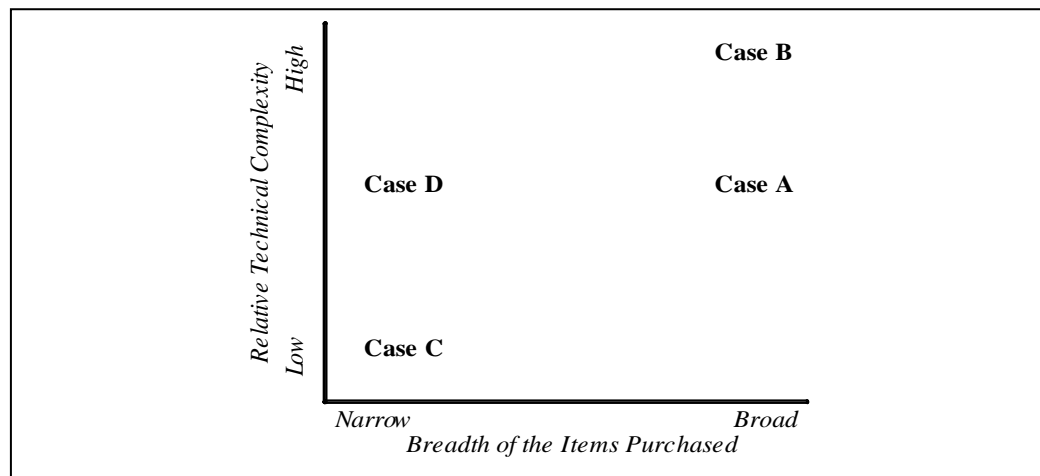 Relative Technical Complexity
High
Low
Case B
Case D
Case A
Case C
Narrow
Broad
Breadth of the Items Purchased